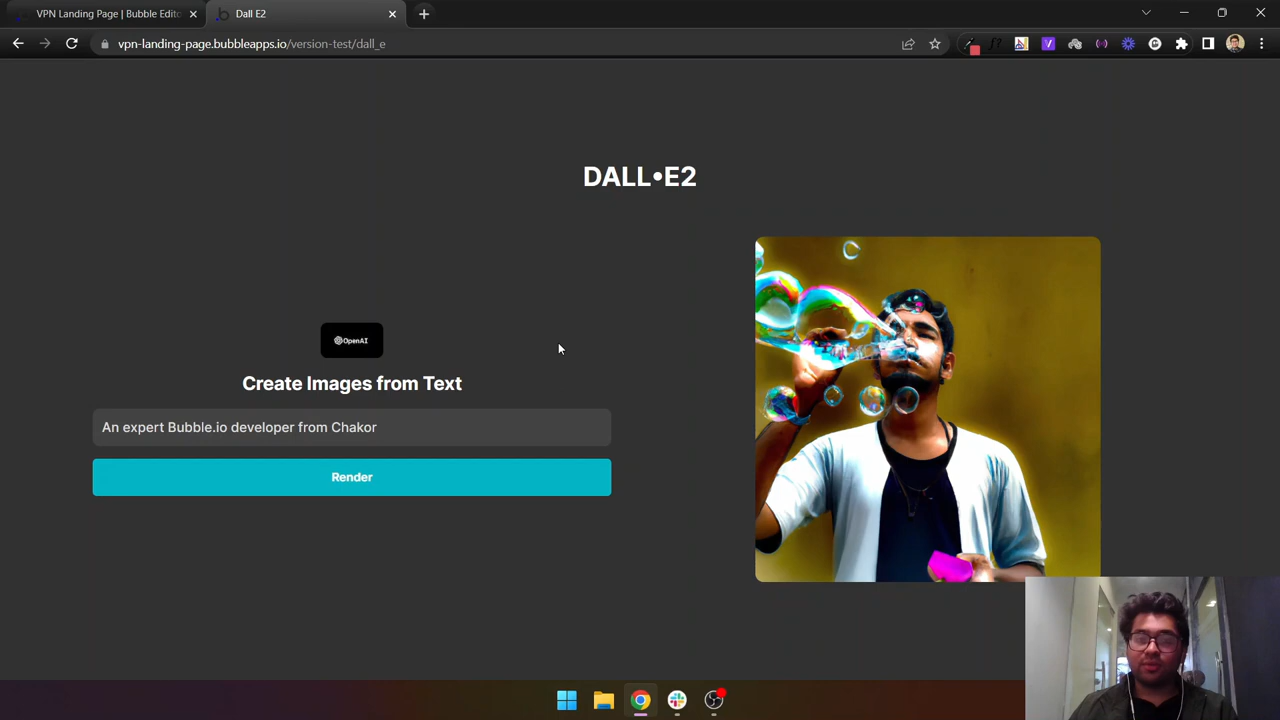 VPN Landing Page | Bubble Edito
Dall E2
vpn-landing-page.bubbleapps.io/version-test/dall_e
DALL•E2
OpenAI
Create Images from Text
An expert Bubble.io developer from Chakor
Render